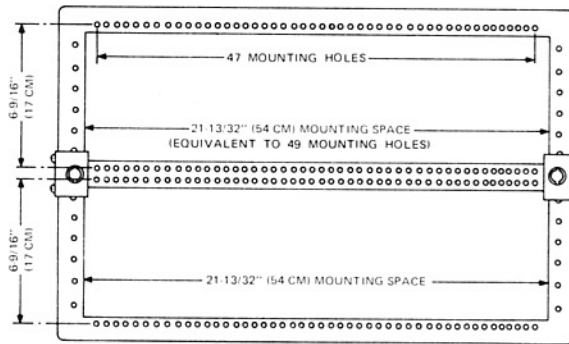 47 MOUNTING HOLES
6-9/16"
(17 CM)
21-13/32" (54 CM) MOUNTING SPACE
(EQUIVALENT TO 49 MOUNTING HOLES)
6-9/16"
(17 CM)
21-13/32" (54 CM) MOUNTING SPACE